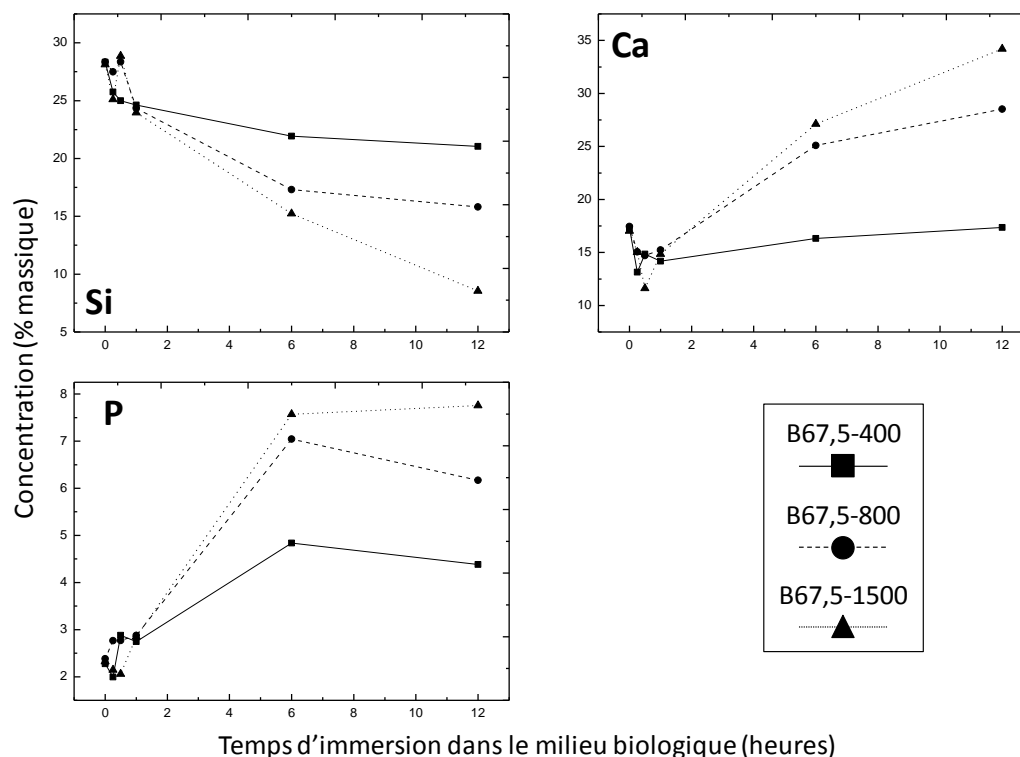 Concentration (% massique)
30
25
20
15
10
5
Si
0 2 4 6 8 10 12
35
30
25
20
15
10
Ca
0 2 4 6 8 10 12
8
7
6
5
4
3
2
P
0 2 4 6 8 10 12
B67,5-400
B67,5-800
B67,5-1500
Temps d'immersion dans le milieu biologique (heures)